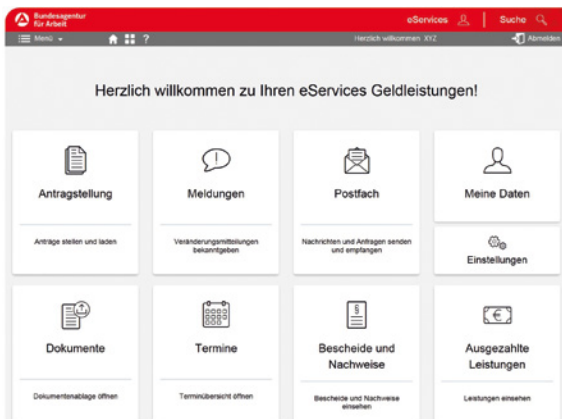 Bundesagentur
für Arbeit
eServices
Suche
Menü
?
Herzlich willkommen XYZ
Abmelden
Herzlich willkommen zu Ihren eServices Geldleistungen!
Antragstellung
Anträge stellen und laden
Meldungen
Veränderungsmitteilungen
bekanntgeben
Postfach
Nachrichten und Anfragen senden
und empfangen
Meine Daten
Einstellungen
Dokumente
Dokumentenablage öffnen
Termine
Terminübersicht öffnen
§
Bescheide und
Nachweise
Bescheide und Nachweise
einsehen
€
Ausgezahlte
Leistungen
Leistungen einsehen